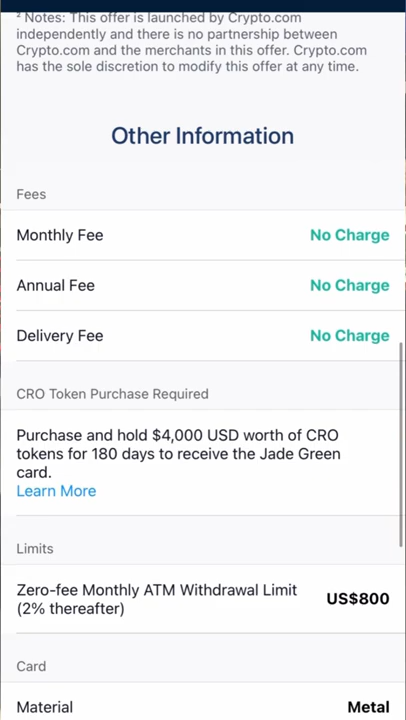 ² Notes: This offer is launched by Crypto.com
independently and there is no partnership between
Crypto.com and the merchants in this offer. Crypto.com
has the sole discretion to modify this offer at any time.
Other Information
Fees
Monthly Fee No Charge
Annual Fee No Charge
Delivery Fee No Charge
CRO Token Purchase Required
Purchase and hold $4,000 USD worth of CRO
tokens for 180 days to receive the Jade Green
card.
Learn More
Limits
Zero-fee Monthly ATM Withdrawal Limit
(2% thereafter) US$800
Card
Material Metal